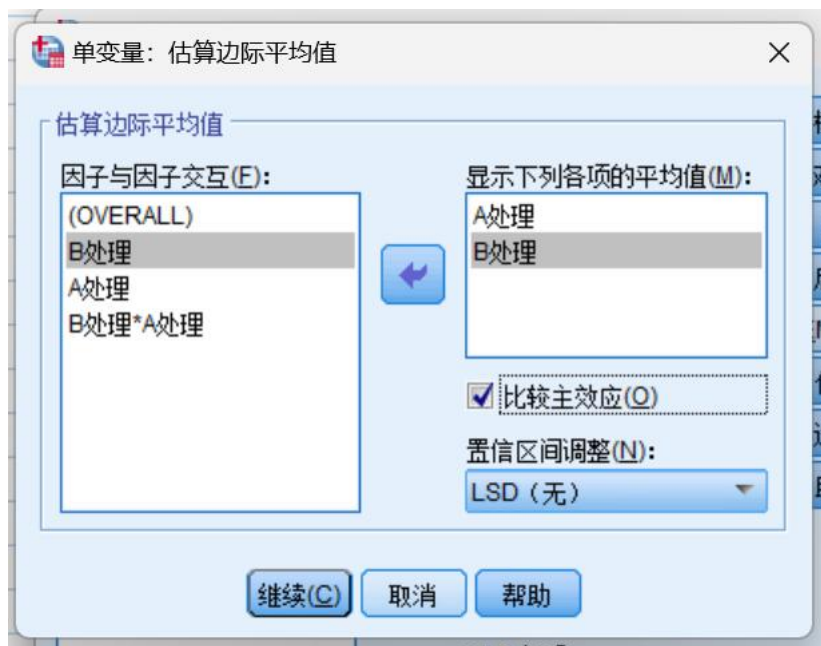 单变量：估算边际平均值
估算边际平均值
因子与因子交互(F):
(OVERALL)
B处理
A处理
B处理*A处理
显示下列各项的平均值(M):
A处理
B处理
比较主效应(O)
置信区间调整(N):
LSD（无）
继续(C)
取消
帮助